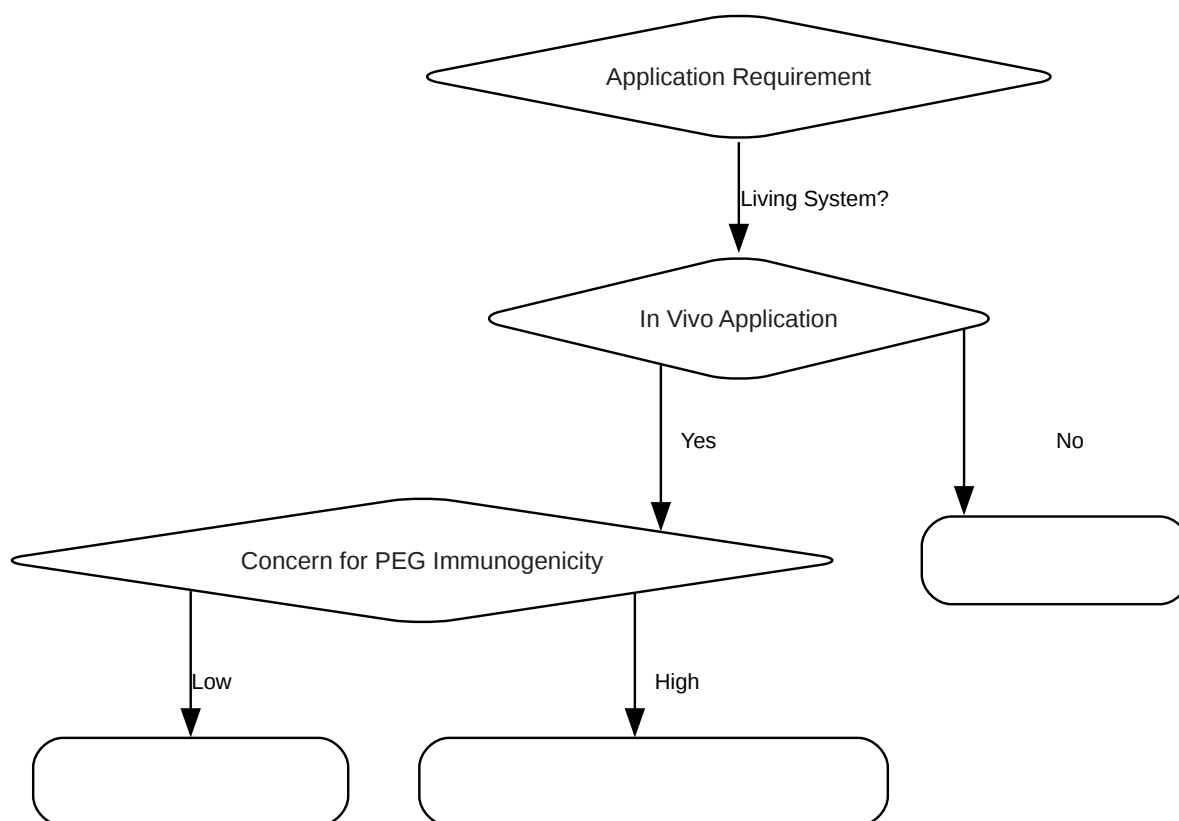 Application Requirement
Living System?
In Vivo Application
Yes
No
Concern for PEG Immunogenicity
Low
High